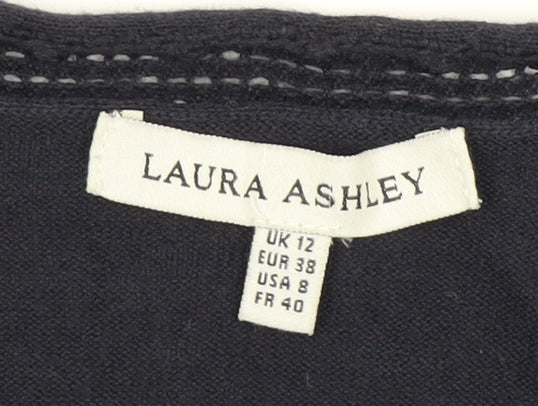 LAURA ASHLEY
UK 12
EUR 38
USA 8
FR 40